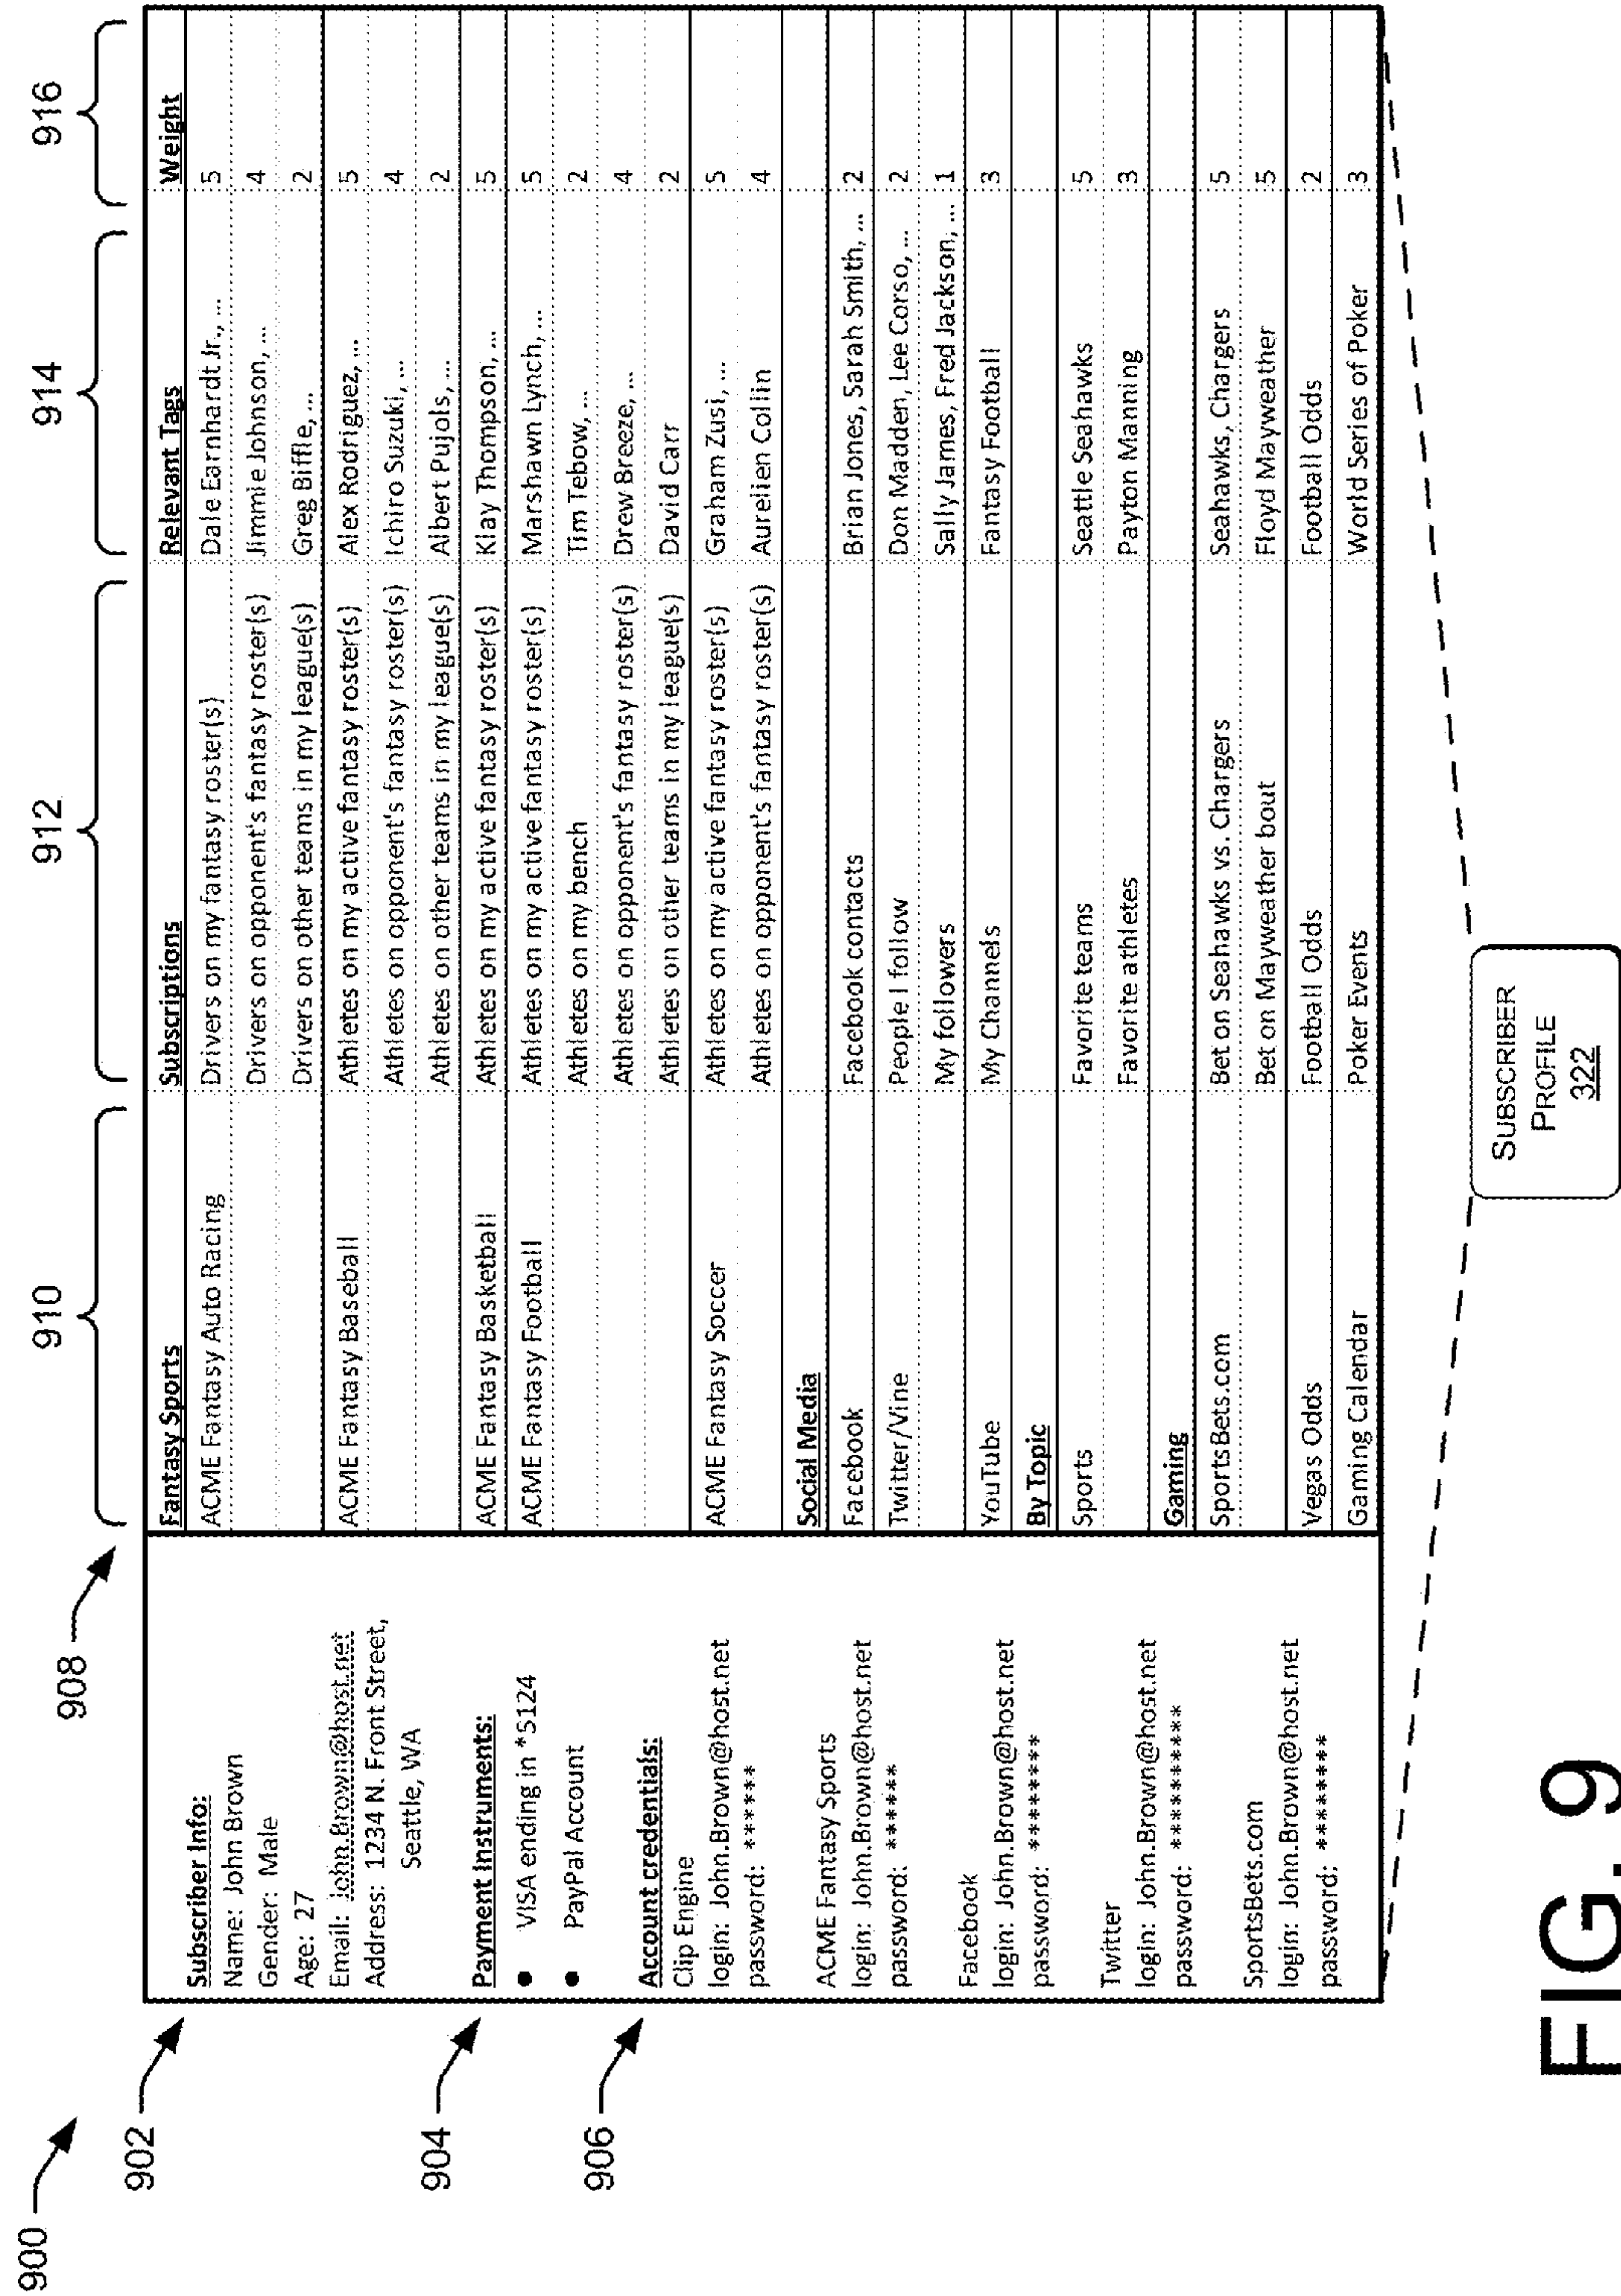 900
902
904
906
908
910
912
914
916
Subscriber Info:
Name: John Brown
Gender: Male
Age: 27
Email: John.Brown@host.net
Address: 1234 N. Front Street,
Seattle, WA
Payment Instruments:
● VISA ending in *5124
● PayPal Account
Account credentials:
Clip Engine
login: John.Brown@host.net
password: ******
ACME Fantasy Sports
login: John.Brown@host.net
password: *******
Facebook
login: John.Brown@host.net
password: *********
Twitter
login: John.Brown@host.net
password: ***********
SportsBets.com
login: John.Brown@host.net
password: *********
Fantasy Sports Subscriptions Relevant Tags Weight
ACME Fantasy Auto Racing Drivers on my fantasy roster(s) Dale Earnhardt Jr., ... 5
Drivers on opponent's fantasy roster(s) Jimmie Johnson, ... 4
Drivers on other teams in my league(s) Greg Biffle, ... 2
ACME Fantasy Baseball Athletes on my active fantasy roster(s) Alex Rodriguez, ... 5
Athletes on opponent's fantasy roster(s) Ichiro Suzuki, ... 4
Athletes on other teams in my league(s) Albert Pujols, ... 2
ACME Fantasy Basketball Athletes on my active fantasy roster(s) Klay Thompson, ... 5
ACME Fantasy Football Athletes on my active fantasy roster(s) Marshawn Lynch, ... 5
Athletes on my bench Tim Tebow, ... 2
Athletes on opponent's fantasy roster(s) Drew Breeze, ... 4
Athletes on other teams in my league(s) David Carr 2
ACME Fantasy Soccer Athletes on my active fantasy roster(s) Graham Zusi, ... 5
Athletes on opponent's fantasy roster(s) Aurelien Collin 4
Social Media
Facebook Facebook contacts Brian Jones, Sarah Smith, ... 2
Twitter/Vine People I follow Don Madden, Lee Corso, ... 2
My followers Sally James, Fred Jackson, ... 1
YouTube My Channels Fantasy Football 3
By Topic
Sports Favorite teams Seattle Seahawks 5
Favorite athletes Payton Manning 3
Gaming
SportsBets.com Bet on Seahawks vs. Chargers Seahawks, Chargers 5
Bet on Mayweather bout Floyd Mayweather 5
Vegas Odds Football Odds Football Odds 2
Gaming Calendar Poker Events World Series of Poker 3
SUBSCRIBER
PROFILE
322
FIG. 9